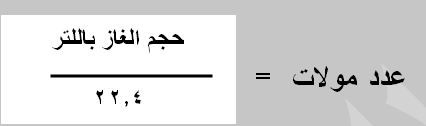 حجم الغاز باللتر
عدد مولات =
٢٢,٤